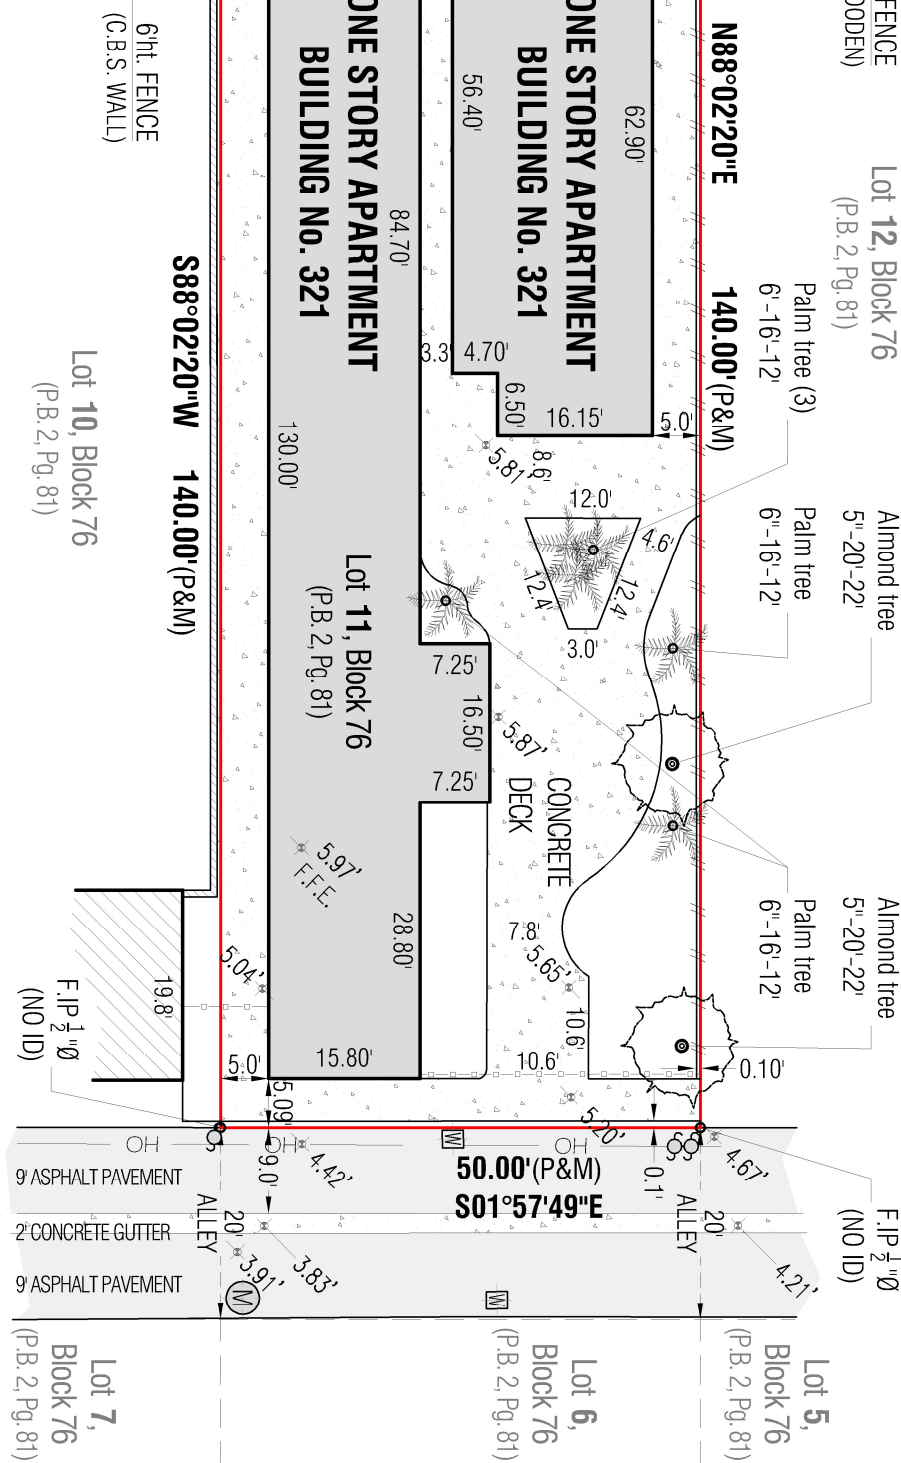 FENCE
OODEN)
N88°02'20"E 140.00'(P&M)
Lot 12, Block 76
(P.B. 2, Pg. 81)
6'ht. FENCE
(C.B.S. WALL)
ONE STORY APARTMENT
BUILDING No. 321
ONE STORY APARTMENT
BUILDING No. 321
56.40'
62.90'
84.70'
S88°02'20"W 140.00'(P&M)
Lot 10, Block 76
(P.B. 2, Pg. 81)
Palm tree (3)
6'-16'-12'
3.3'
4.70'
6.50'
16.15'
5.0'
130.00'
5.81'
8.6'
12.0'
4.6'
12.4'
12.4'
3.0'
Almond tree
5"-20'-22'
Palm tree
6"-16'-12'
Lot 11, Block 76
(P.B. 2, Pg. 81)
7.25'
16.50'
7.25'
5.87'
CONCRETE
DECK
5.97'
F.F.E.
28.80'
7.8'
5.65'
10.6'
10.6'
Almond tree
5"-20'-22'
Palm tree
6"-16'-12'
5.04'
19.8'
F.IP 1/2 "Ø
(NO ID)
5.0'
15.80'
5.09'
0.10'
5.20'
OH
OH
OH
W
4.42'
9.0'
50.00'(P&M)
S01°57'49"E
0.1'
4.67'
F.IP 1/2 "Ø
(NO ID)
9' ASPHALT PAVEMENT
2' CONCRETE GUTTER
9' ASPHALT PAVEMENT
20'
ALLEY
20'
ALLEY
3.91'
3.83'
4.21'
M
W
Lot 7,
Block 76
(P.B. 2, Pg. 81)
Lot 6,
Block 76
(P.B. 2, Pg. 81)
Lot 5,
Block 76
(P.B. 2, Pg. 81)